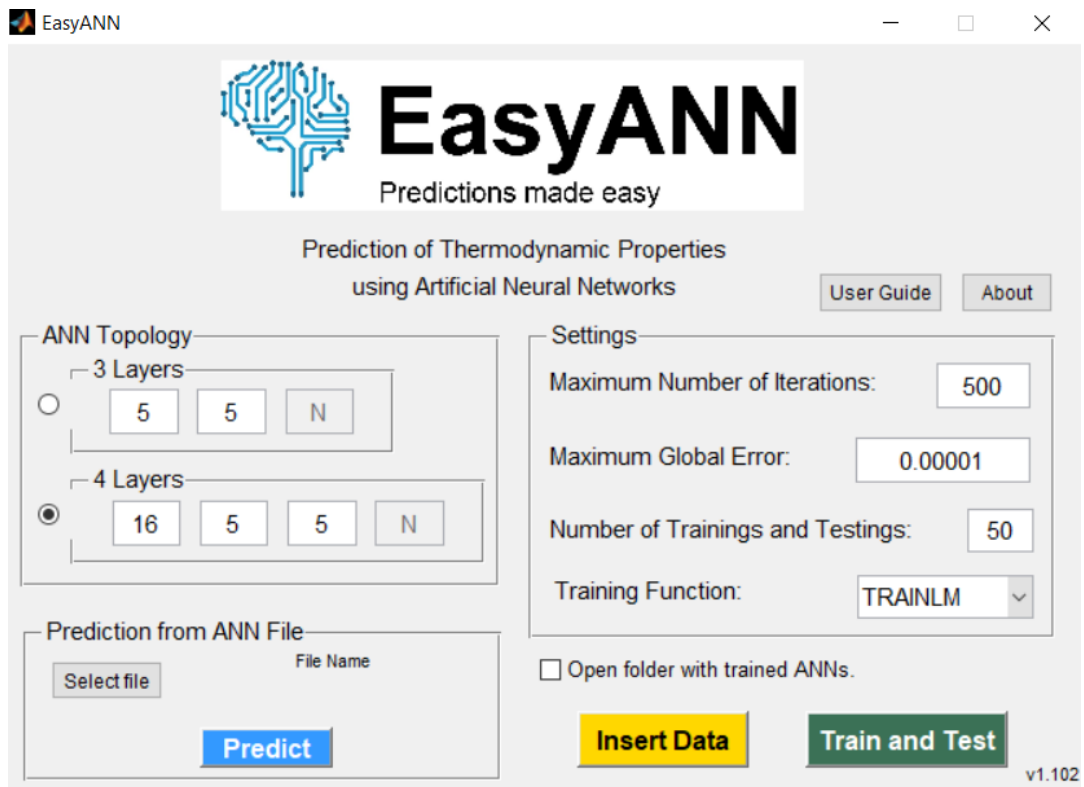 EasyANN
EasyANN
Predictions made easy
Prediction of Thermodynamic Properties
using Artificial Neural Networks
User Guide
About
ANN Topology
3 Layers
5 5 N
4 Layers
16 5 5 N
Settings
Maximum Number of Iterations: 500
Maximum Global Error: 0.00001
Number of Trainings and Testings: 50
Training Function: TRAINLM
Prediction from ANN File
Select file
File Name
Predict
Open folder with trained ANNs.
Insert Data
Train and Test
v1.102